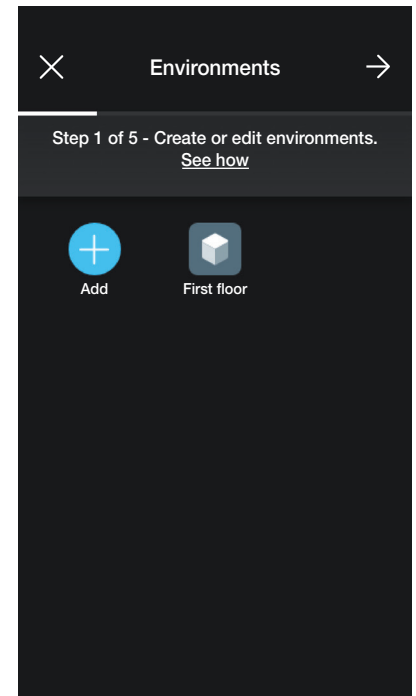 Environments
Step 1 of 5 - Create or edit environments.
See how
Add
First floor